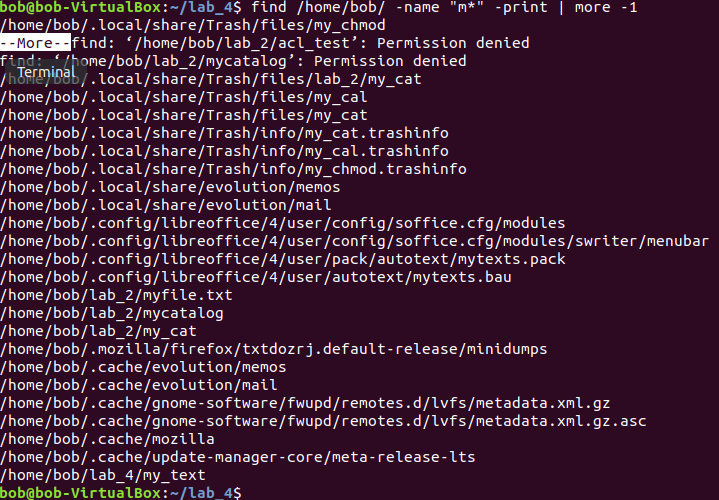 bob@bob-VirtualBox:~/lab_4$ find /home/bob/ -name "m*" -print | more -1
/home/bob/.local/share/Trash/files/my_chmod
--More--find: ‘/home/bob/lab_2/acl_test’: Permission denied
find: ‘/home/bob/lab_2/mycatalog’: Permission denied
Terminal
/home/bob/.local/share/Trash/files/lab_2/my_cat
/home/bob/.local/share/Trash/files/my_cal
/home/bob/.local/share/Trash/files/my_cat
/home/bob/.local/share/Trash/info/my_cat.trashinfo
/home/bob/.local/share/Trash/info/my_cal.trashinfo
/home/bob/.local/share/Trash/info/my_chmod.trashinfo
/home/bob/.local/share/evolution/memos
/home/bob/.local/share/evolution/mail
/home/bob/.config/libreoffice/4/user/config/soffice.cfg/modules
/home/bob/.config/libreoffice/4/user/config/soffice.cfg/modules/swriter/menubar
/home/bob/.config/libreoffice/4/user/pack/autotext/mytexts.pack
/home/bob/.config/libreoffice/4/user/autotext/mytexts.bau
/home/bob/lab_2/myfile.txt
/home/bob/lab_2/mycatalog
/home/bob/lab_2/my_cat
/home/bob/.mozilla/firefox/txtdozrj.default-release/minidumps
/home/bob/.cache/evolution/memos
/home/bob/.cache/evolution/mail
/home/bob/.cache/gnome-software/fwupd/remotes.d/lvfs/metadata.xml.gz
/home/bob/.cache/gnome-software/fwupd/remotes.d/lvfs/metadata.xml.gz.asc
/home/bob/.cache/mozilla
/home/bob/.cache/update-manager-core/meta-release-lts
/home/bob/lab_4/my_text
bob@bob-VirtualBox:~/lab_4$